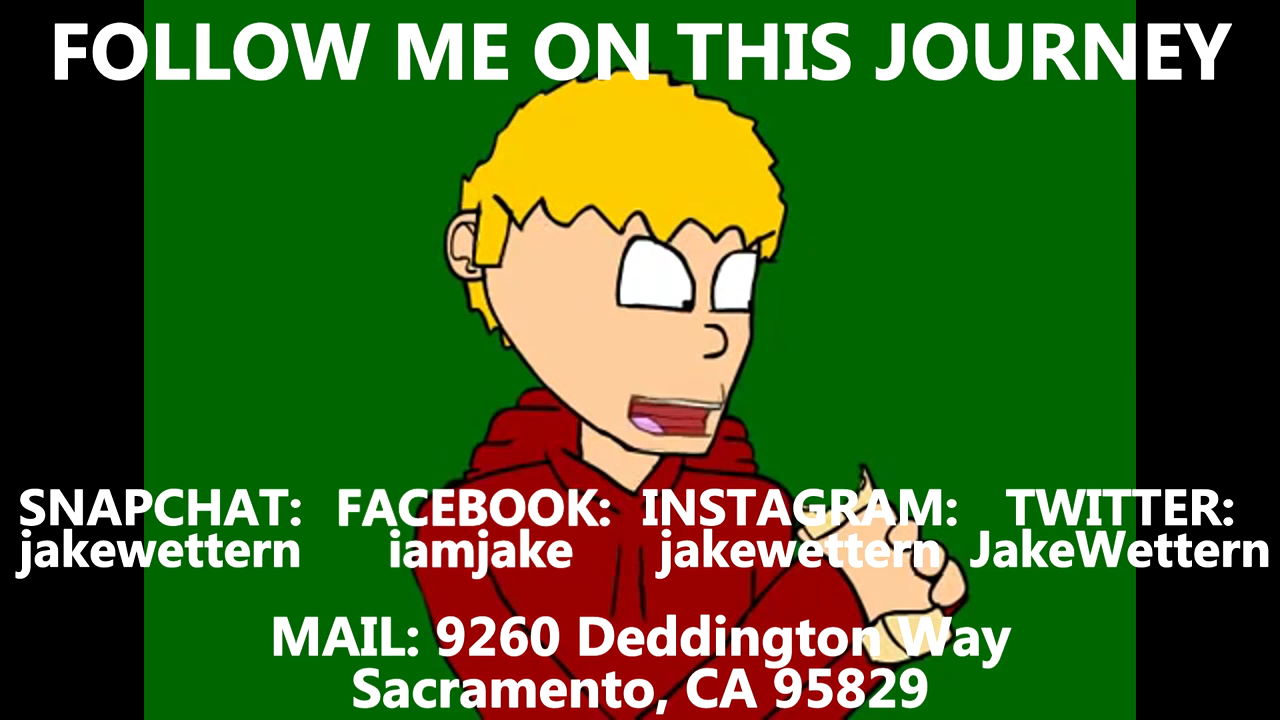 FOLLOW ME ON THIS JOURNEY
SNAPCHAT: FACEBOOK: INSTAGRAM: TWITTER:
jakewettern iamjake jakewettern JakeWettern
MAIL: 9260 Deddington Way
Sacramento, CA 95829